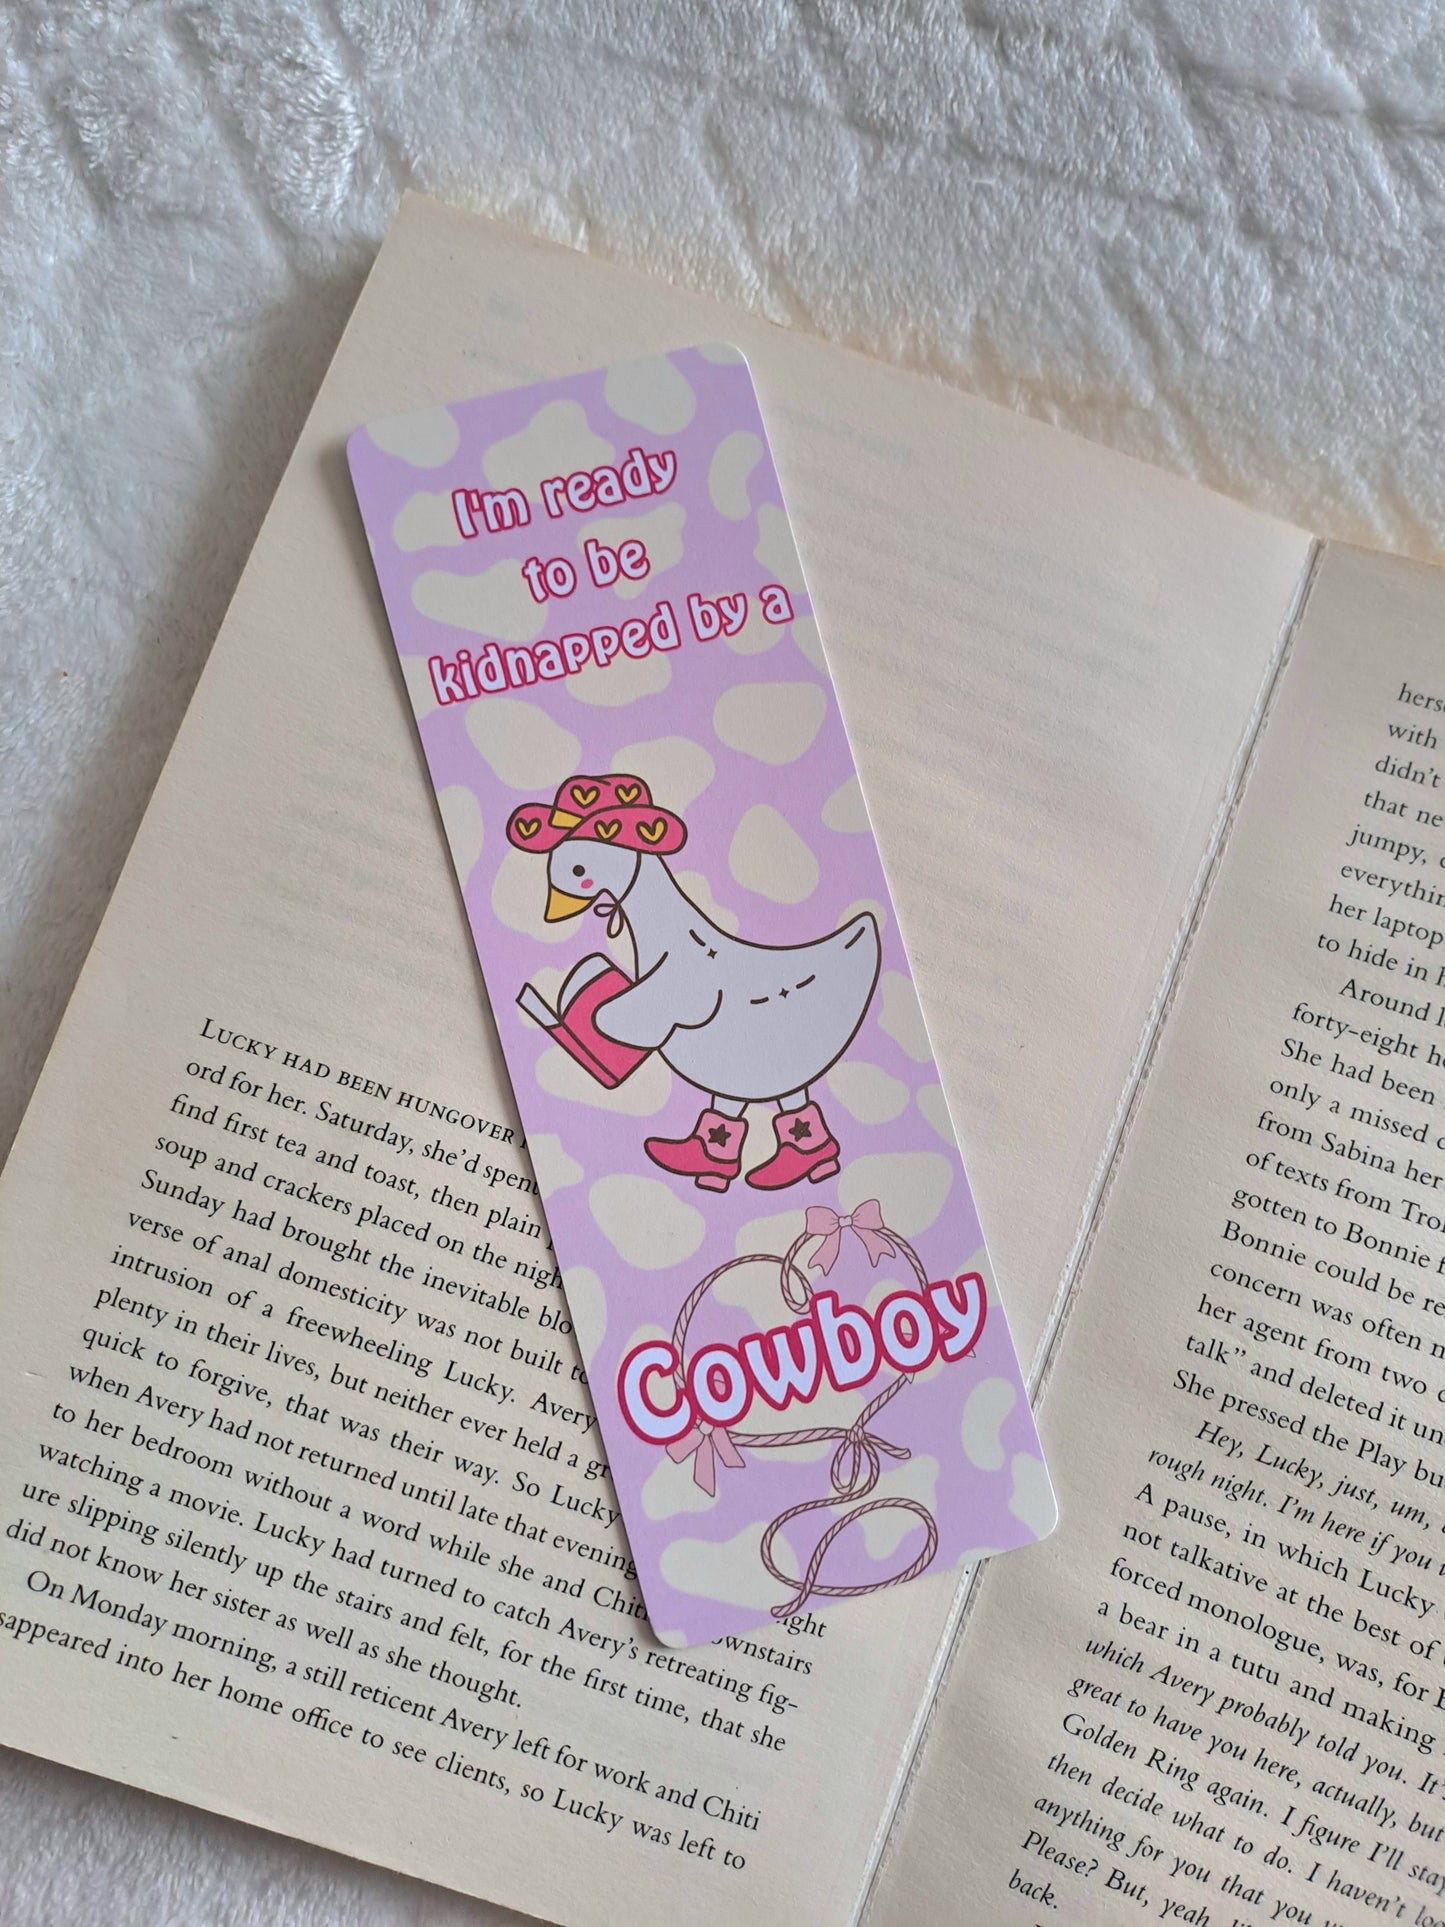 I'm ready
to be
kidnapped by a
Cowboy
LUCKY HAD BEEN HUNGOVER
ord for her. Saturday, she'd spent
find first tea and toast, then plain
soup and crackers placed on the nigh
Sunday had brought the inevitable blo
verse of anal domesticity was not built to
intrusion of a freewheeling Lucky. Avery
plenty in their lives, but neither ever held a gr
quick to forgive, that was their way. So Lucky
when Avery had not returned until late that evening
to her bedroom without a word while she and Chiti
watching a movie. Lucky had turned to catch Avery's retreating fig-
ure slipping silently up the stairs and felt, for the first time, that she
did not know her sister as well as she thought.
On Monday morning, a still reticent Avery left for work and Chiti
sappeared into her home office to see clients, so Lucky was left to
hers
with
didn't
that ne
jumpy,
everythin
her laptop
to hide in h
Around l
forty-eight h
She had been
only a missed c
from Sabina her
of texts from Tro
gotten to Bonnie f
Bonnie could be re
concern was often m
her agent from two d
talk" and deleted it un
She pressed the Play bu
Hey, Lucky, just, um,
rough night. I'm here if you
A pause, in which Lucky
not talkative at the best of
forced monologue, was, for B
a bear in a tutu and making
which Avery probably told you. It's
great to have you here, actually, but
Golden Ring again. I figure I'll stay
then decide what to do. I haven't lo
anything for you that you
Please? But, yeah,
back.